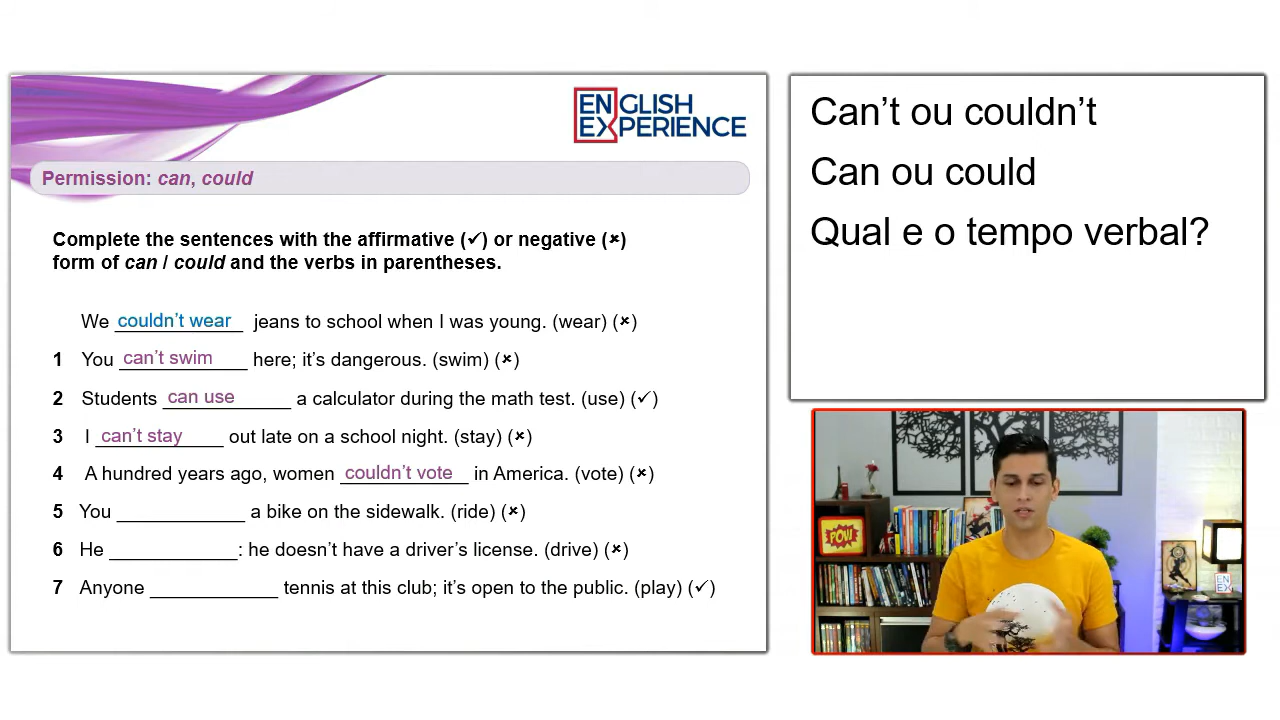 ENGLISH
EXPERIENCE
Permission: can, could
Complete the sentences with the affirmative (✓) or negative (×)
form of can / could and the verbs in parentheses.
We couldn't wear jeans to school when I was young. (wear) (×)
1 You can't swim here; it's dangerous. (swim) (×)
2 Students can use a calculator during the math test. (use) (✓)
3 I can't stay out late on a school night. (stay) (×)
4 A hundred years ago, women couldn't vote in America. (vote) (×)
5 You ____________ a bike on the sidewalk. (ride) (×)
6 He ____________: he doesn't have a driver's license. (drive) (×)
7 Anyone ____________ tennis at this club; it's open to the public. (play) (✓)
Can't ou couldn't
Can ou could
Qual e o tempo verbal?
POW!
EN
EX